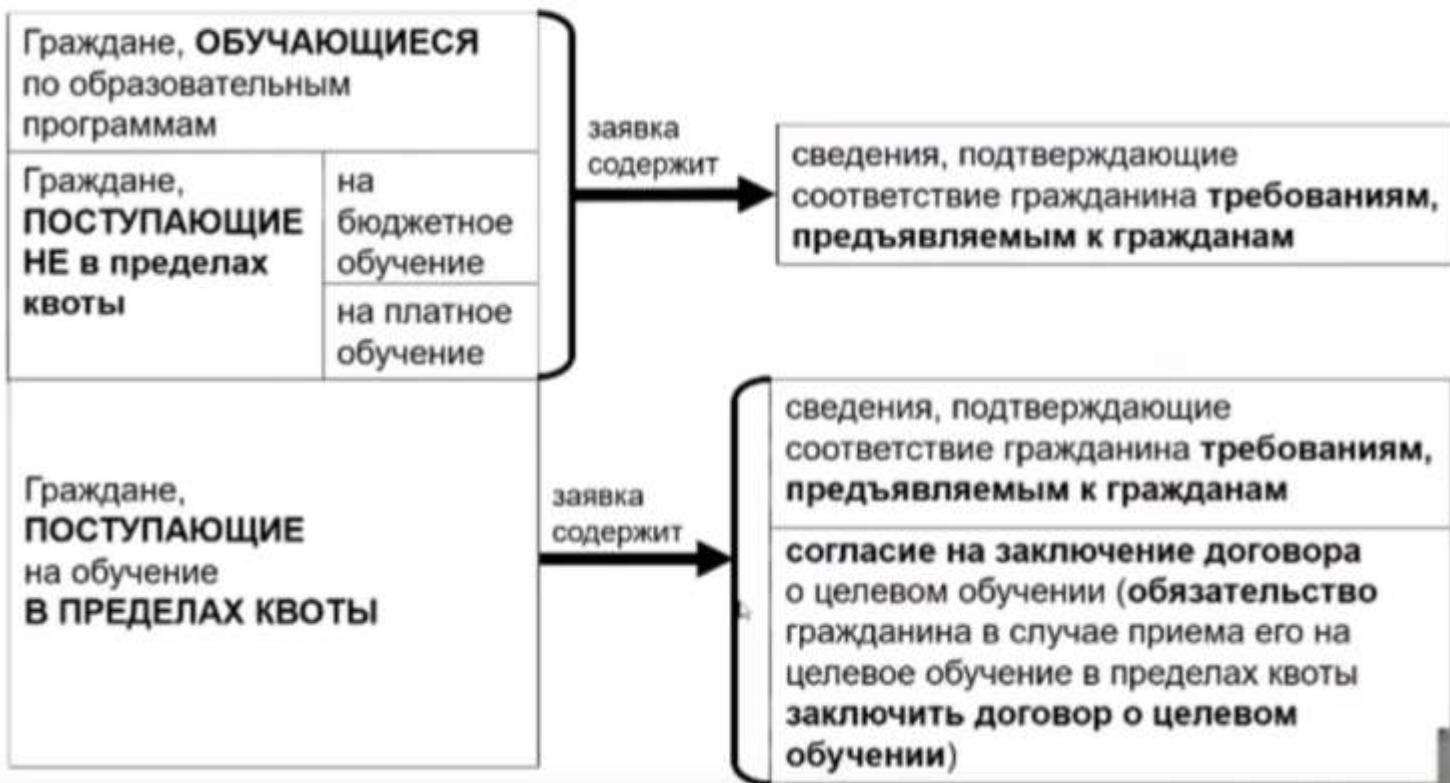 Граждане, ОБУЧАЮЩИЕСЯ
по образовательным
программам
Граждане,
ПОСТУПАЮЩИЕ
НЕ в пределах
квоты
на
бюджетное
обучение
на платное
обучение
заявка
содержит
сведения, подтверждающие
соответствие гражданина требованиям,
предъявляемым к гражданам
Граждане,
ПОСТУПАЮЩИЕ
на обучение
В ПРЕДЕЛАХ КВОТЫ
заявка
содержит
сведения, подтверждающие
соответствие гражданина требованиям,
предъявляемым к гражданам
согласие на заключение договора
о целевом обучении (обязательство
гражданина в случае приема его на
целевое обучение в пределах квоты
заключить договор о целевом
обучении)